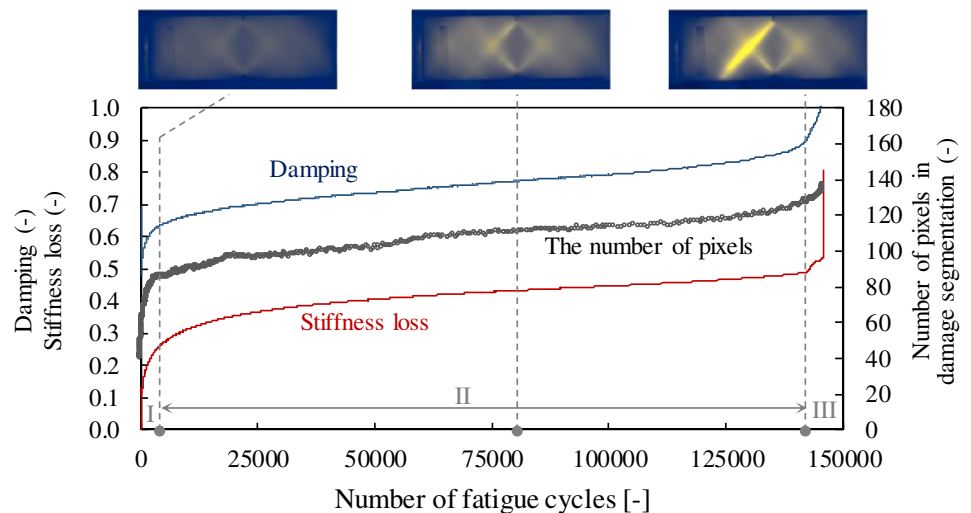 Damping (-)
Stiffness loss (-)
1.0
0.9
0.8
0.7
0.6
0.5
0.4
0.3
0.2
0.1
0.0
Damping
The number of pixels
Stiffness loss
I
II
III
180
160
140
120
100
80
60
40
20
0
Number of pixels in
damage segmentation (-)
0
25000
50000
75000
100000
125000
150000
Number of fatigue cycles [-]